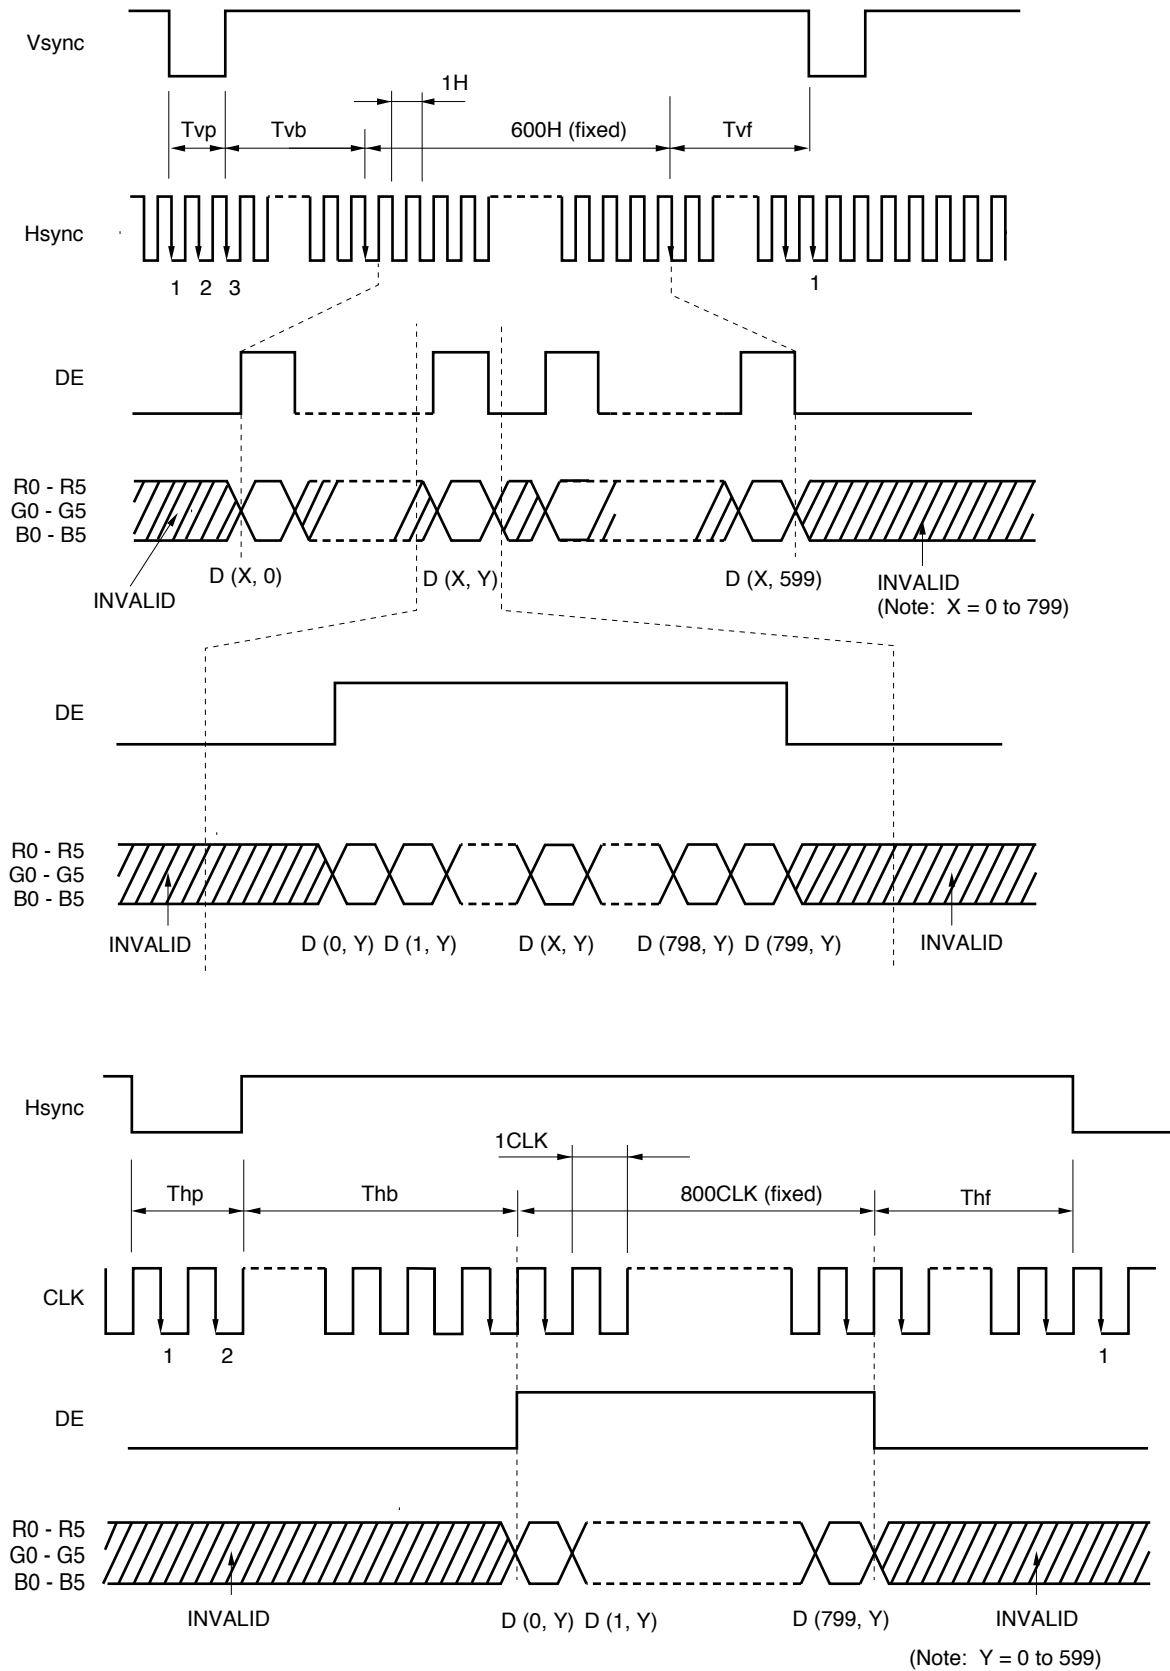 Vsync
1H
Tvp
Tvb
600H (fixed)
Tvf
Hsync
1 2 3
1
DE
R0 - R5
G0 - G5
B0 - B5
INVALID
D (X, 0)
D (X, Y)
D (X, 599)
INVALID
(Note: X = 0 to 799)
DE
R0 - R5
G0 - G5
B0 - B5
INVALID
D (0, Y) D (1, Y)
D (X, Y)
D (798, Y) D (799, Y)
INVALID
Hsync
1CLK
Thp
Thb
800CLK (fixed)
Thf
CLK
1 2
1
DE
R0 - R5
G0 - G5
B0 - B5
INVALID
D (0, Y) D (1, Y)
D (799, Y)
INVALID
(Note: Y = 0 to 599)